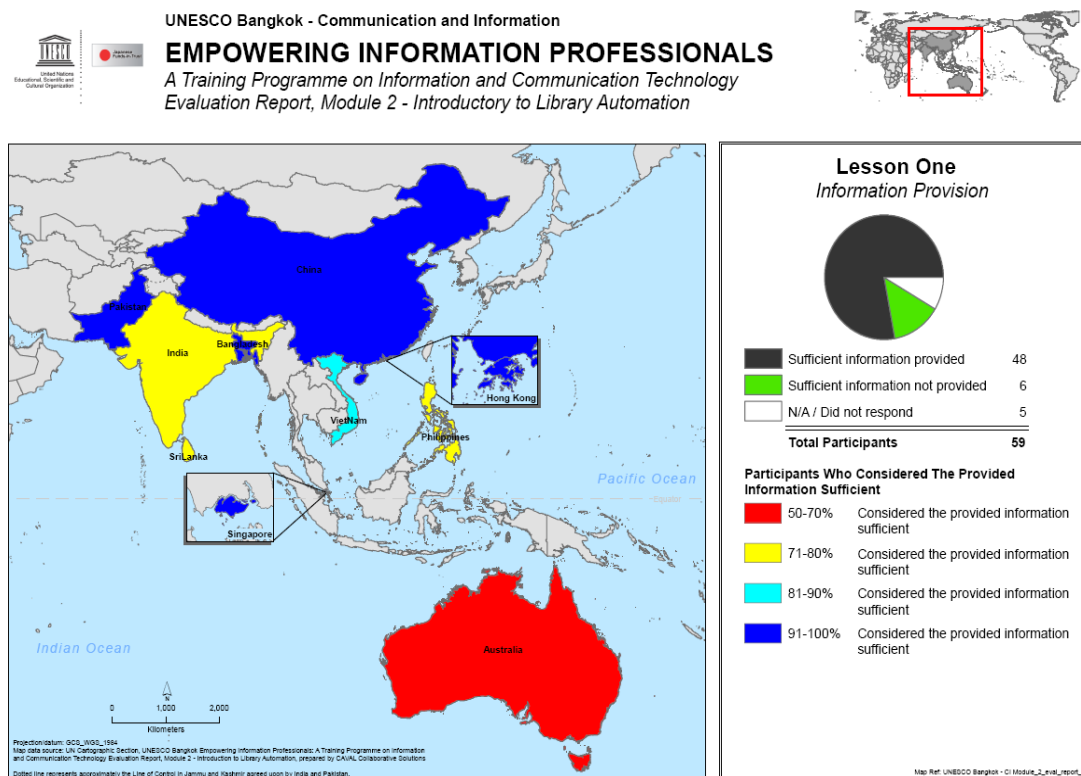 UNESCO Bangkok - Communication and Information
EMPOWERING INFORMATION PROFESSIONALS
A Training Programme on Information and Communication Technology
Evaluation Report, Module 2 - Introductory to Library Automation
United Nations
Educational, Scientific and
Cultural Organization
Japanese
Funds-in-Trust
China
Pakistan
India
Bangladesh
Hong Kong
VietNam
Philippines
SriLanka
Singapore
Pacific Ocean
Equator
Indian Ocean
Australia
N
0 1,000 2,000
Kilometers
Projection/datum: GCS_WGS_1984
Map data source: UN Cartographic Section, UNESCO Bangkok Empowering Information Professionals: A Training Programme on Information
and Communication Technology Evaluation Report, Module 2 - Introduction to Library Automation, prepared by CAVAL Collaborative Solutions
Dotted line represents approximately the Line of Control in Jammu and Kashmir agreed upon by India and Pakistan.
Lesson One
Information Provision
Sufficient information provided 48
Sufficient information not provided 6
N/A / Did not respond 5
Total Participants 59
Participants Who Considered The Provided
Information Sufficient
50-70% Considered the provided information
sufficient
71-80% Considered the provided information
sufficient
81-90% Considered the provided information
sufficient
91-100% Considered the provided information
sufficient
Map Ref: UNESCO Bangkok - CI Module_2_eval_report_